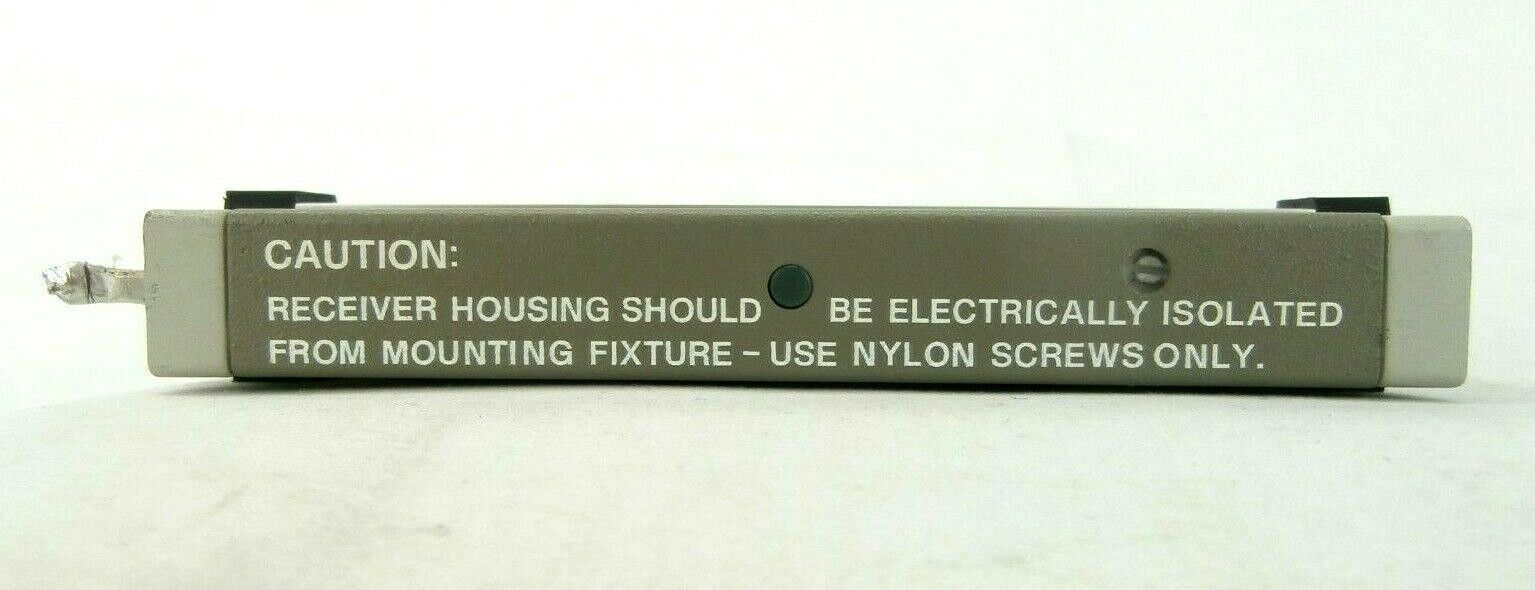 CAUTION:
RECEIVER HOUSING SHOULD BE ELECTRICALLY ISOLATED
FROM MOUNTING FIXTURE – USE NYLON SCREWS ONLY.